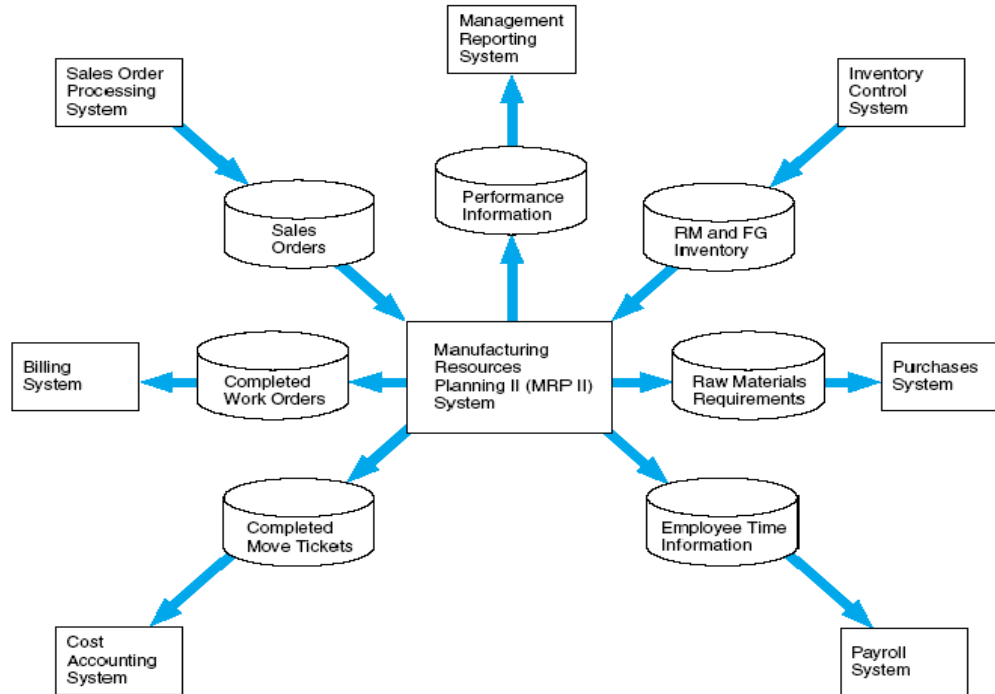 Management
Reporting
System
Sales Order
Processing
System
Inventory
Control
System
Performance
Information
Sales
Orders
RM and FG
Inventory
Manufacturing
Resources
Planning II (MRP II)
System
Billing
System
Completed
Work Orders
Raw Materials
Requirements
Purchases
System
Completed
Move Tickets
Employee Time
Information
Cost
Accounting
System
Payroll
System